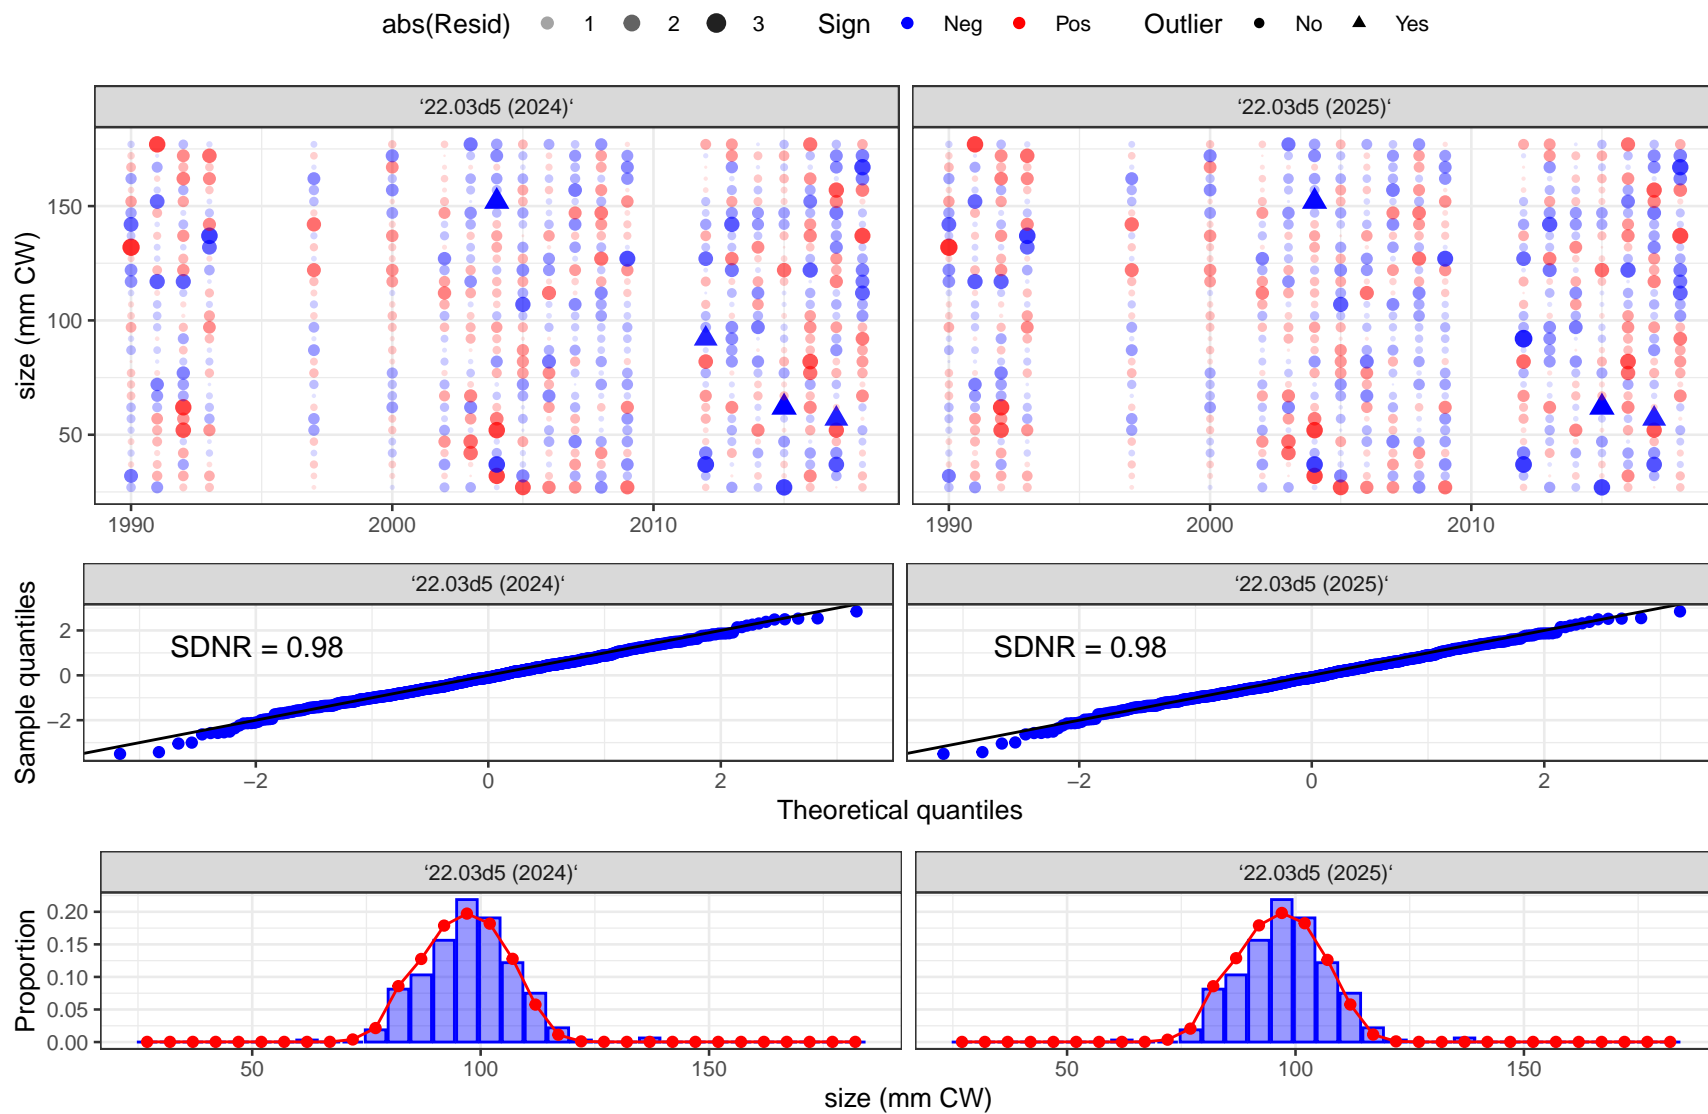 abs(Resid) 1 2 3 Sign Neg Pos Outlier No Yes
‘22.03d5 (2024)‘ ‘22.03d5 (2025)‘
size (mm CW)
150
100
50
1990 2000 2010 1990 2000 2010
‘22.03d5 (2024)‘ ‘22.03d5 (2025)‘
Sample quantiles
2
0
−2
SDNR = 0.98 SDNR = 0.98
−2 0 2 −2 0 2
Theoretical quantiles
‘22.03d5 (2024)‘ ‘22.03d5 (2025)‘
Proportion
0.20
0.15
0.10
0.05
0.00
50 100 150 50 100 150
size (mm CW)